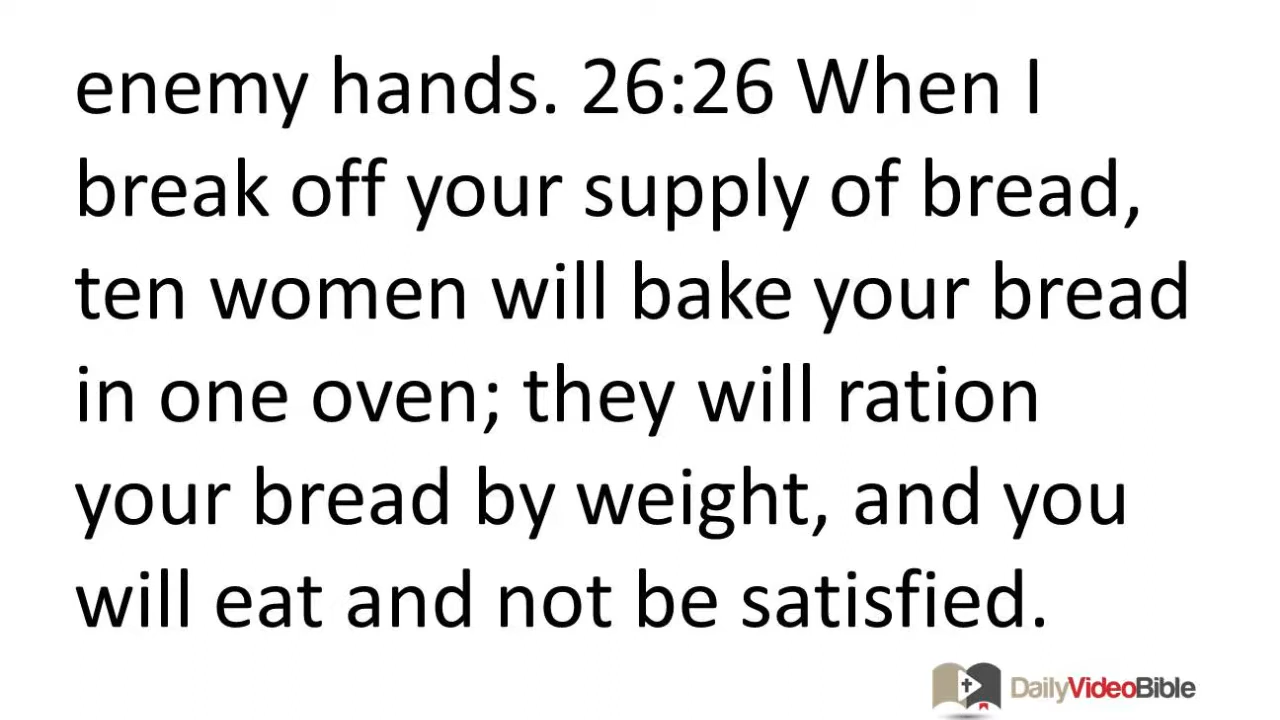 enemy hands. 26:26 When I
break off your supply of bread,
ten women will bake your bread
in one oven; they will ration
your bread by weight, and you
will eat and not be satisfied.
DailyVideoBible